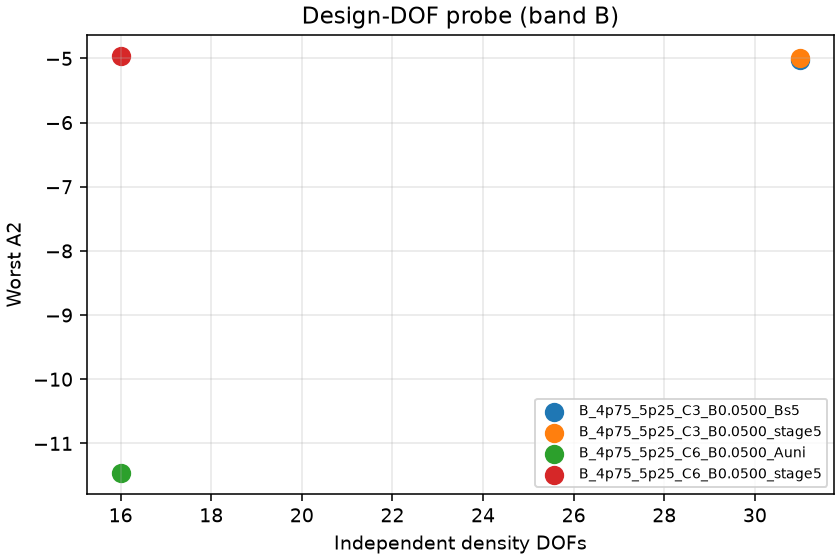 Design-DOF probe (band B)
Worst A2
−5
−6
−7
−8
−9
−10
−11
B_4p75_5p25_C3_B0.0500_Bs5
B_4p75_5p25_C3_B0.0500_stage5
B_4p75_5p25_C6_B0.0500_Auni
B_4p75_5p25_C6_B0.0500_stage5
16 18 20 22 24 26 28 30
Independent density DOFs